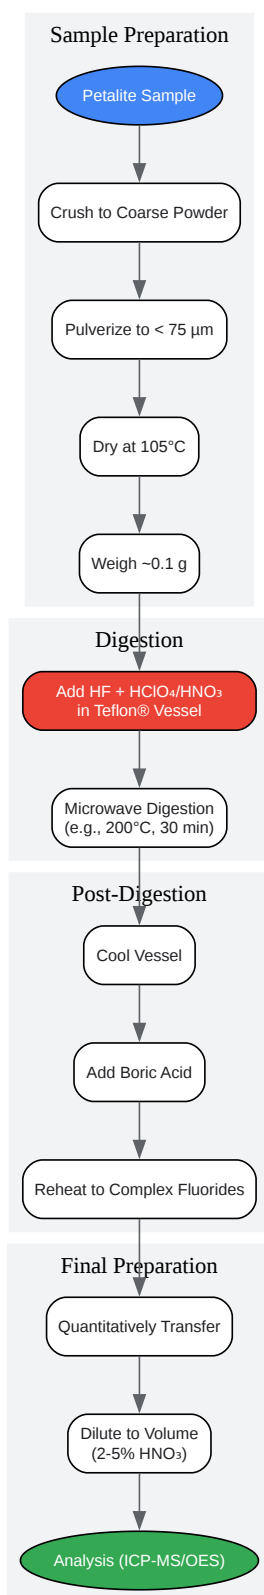 Sample Preparation
Petalite Sample
Crush to Coarse Powder
Pulverize to < 75 µm
Dry at 105°C
Weigh ~0.1 g
Digestion
Add HF + HClO₄/HNO₃
in Teflon® Vessel
Microwave Digestion
(e.g., 200°C, 30 min)
Post-Digestion
Cool Vessel
Add Boric Acid
Reheat to Complex Fluorides
Final Preparation
Quantitatively Transfer
Dilute to Volume
(2-5% HNO₃)
Analysis (ICP-MS/OES)